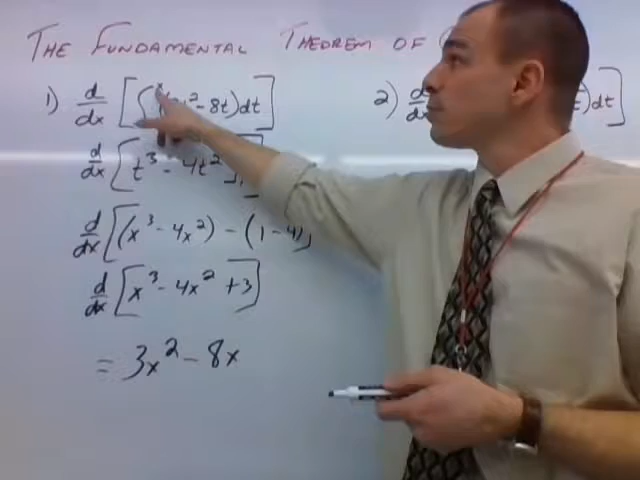 THE FUNDAMENTAL THEOREM OF
1) d/dx [∫ˣ t² - 8t)dt]
2) d/dx t)dt]
d/dx [t³ - 4t²
d/dx [(x³ - 4x²) - (1 - 4)]
d/dx [x³ - 4x² + 3]
= 3x² - 8x